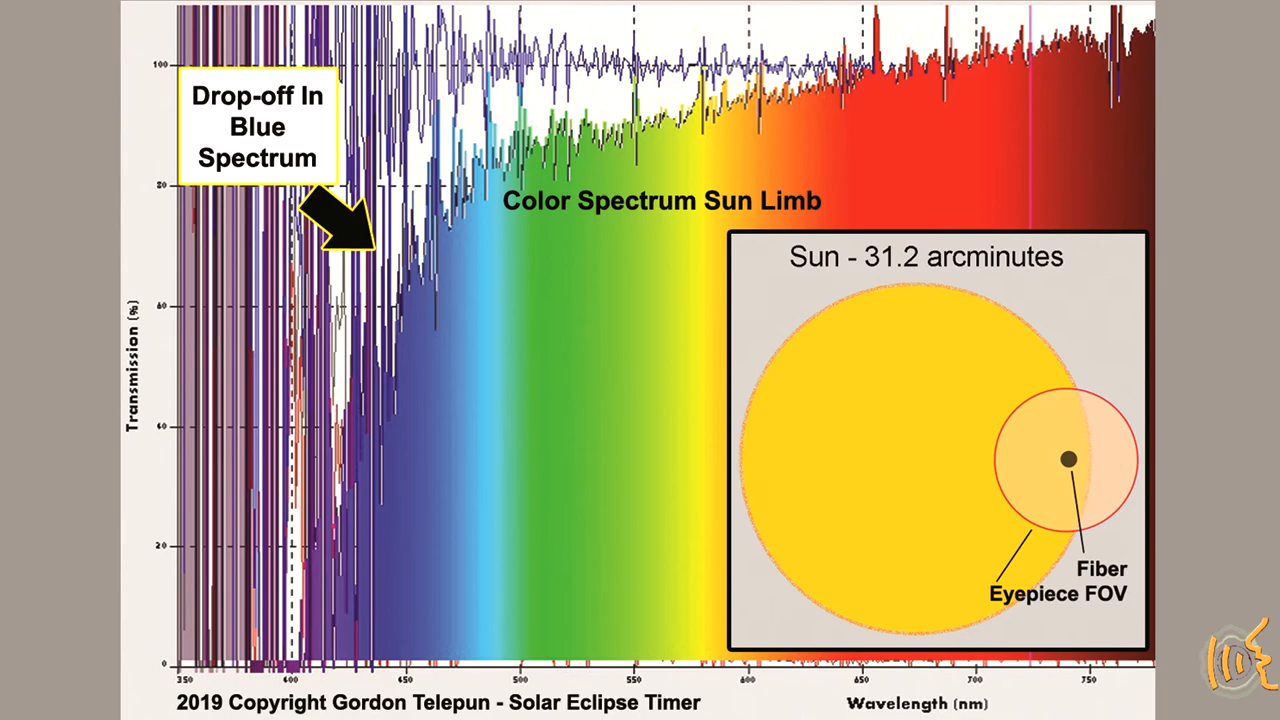 Drop-off In
Blue
Spectrum
Color Spectrum Sun Limb
Sun - 31.2 arcminutes
Fiber
Eyepiece FOV
Transmission (%)
100
80
60
40
20
0
350
400
450
500
550
600
650
700
750
Wavelength (nm)
2019 Copyright Gordon Telepun - Solar Eclipse Timer